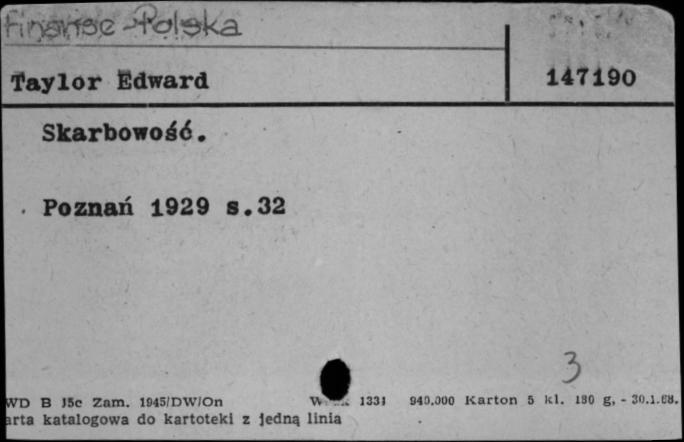 Finanse-Polska
Taylor Edward 147190
Skarbowość.
Poznań 1929 s.32
3
WD B 15c Zam. 1945/DW/On 1331 940.000 Karton 5 kl. 180 g, - 30.1.68.
arta katalogowa do kartoteki z jedną linia